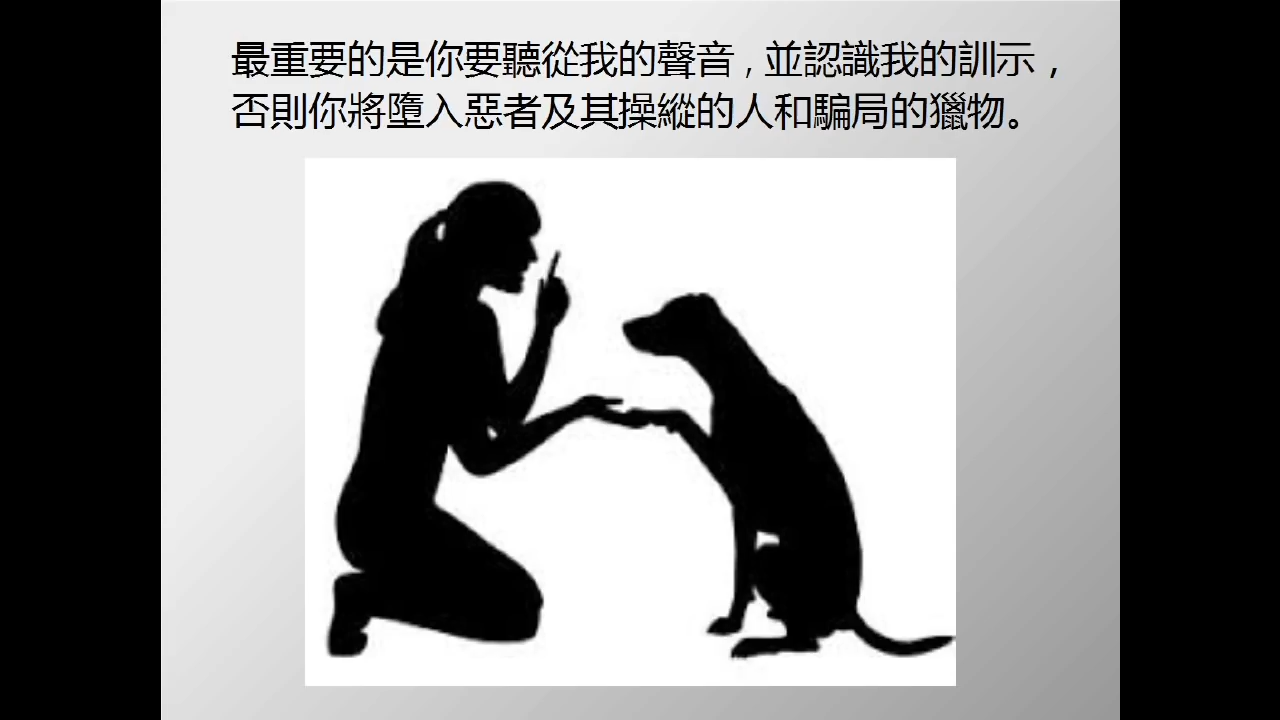 最重要的是你要聽從我的聲音，並認識我的訓示，
否則你將墮入惡者及其操縱的人和騙局的獵物。